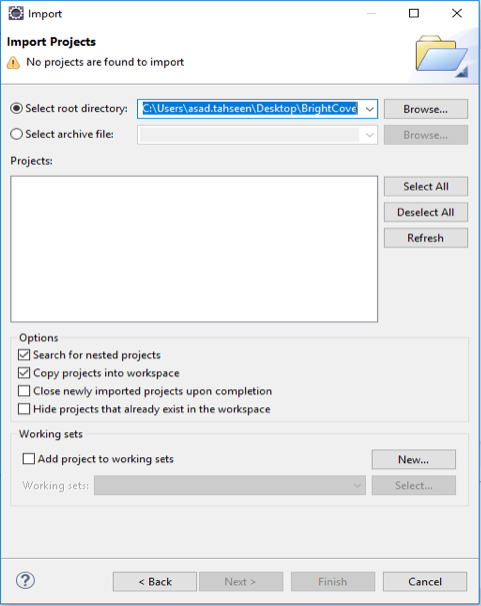 Import
Import Projects
No projects are found to import
Select root directory: C:\Users\asad.tahseen\Desktop\BrightCove Browse...
Select archive file: Browse...
Projects:
Select All
Deselect All
Refresh
Options
Search for nested projects
Copy projects into workspace
Close newly imported projects upon completion
Hide projects that already exist in the workspace
Working sets
Add project to working sets New...
Working sets: Select...
? < Back Next > Finish Cancel